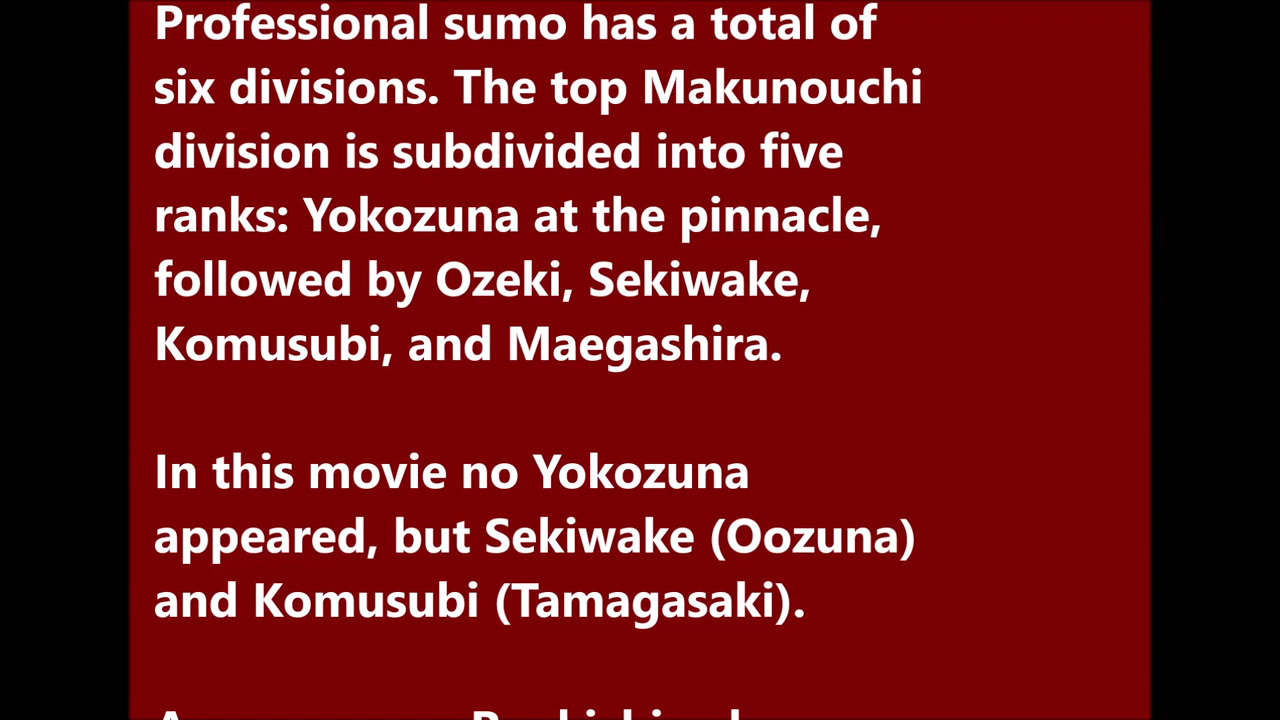 Professional sumo has a total of
six divisions. The top Makunouchi
division is subdivided into five
ranks: Yokozuna at the pinnacle,
followed by Ozeki, Sekiwake,
Komusubi, and Maegashira.
In this movie no Yokozuna
appeared, but Sekiwake (Oozuna)
and Komusubi (Tamagasaki).